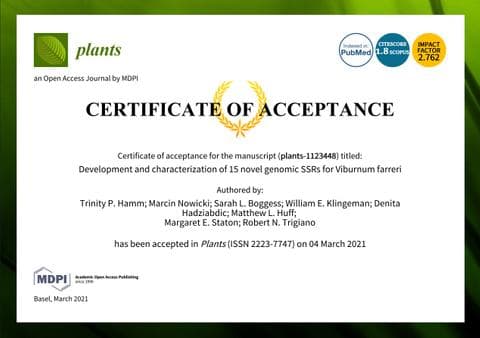 plants
Indexed in
PubMed
CITESCORE
1.8 SCOPUS
IMPACT
FACTOR
2.762
an Open Access Journal by MDPI
CERTIFICATE OF ACCEPTANCE
Certificate of acceptance for the manuscript (plants-1123448) titled:
Development and characterization of 15 novel genomic SSRs for Viburnum farreri
Authored by:
Trinity P. Hamm; Marcin Nowicki; Sarah L. Boggess; William E. Klingeman; Denita
Hadziabdic; Matthew L. Huff;
Margaret E. Staton; Robert N. Trigiano
has been accepted in Plants (ISSN 2223-7747) on 04 March 2021
MDPI
Academic Open Access Publishing
since 1996
Basel, March 2021